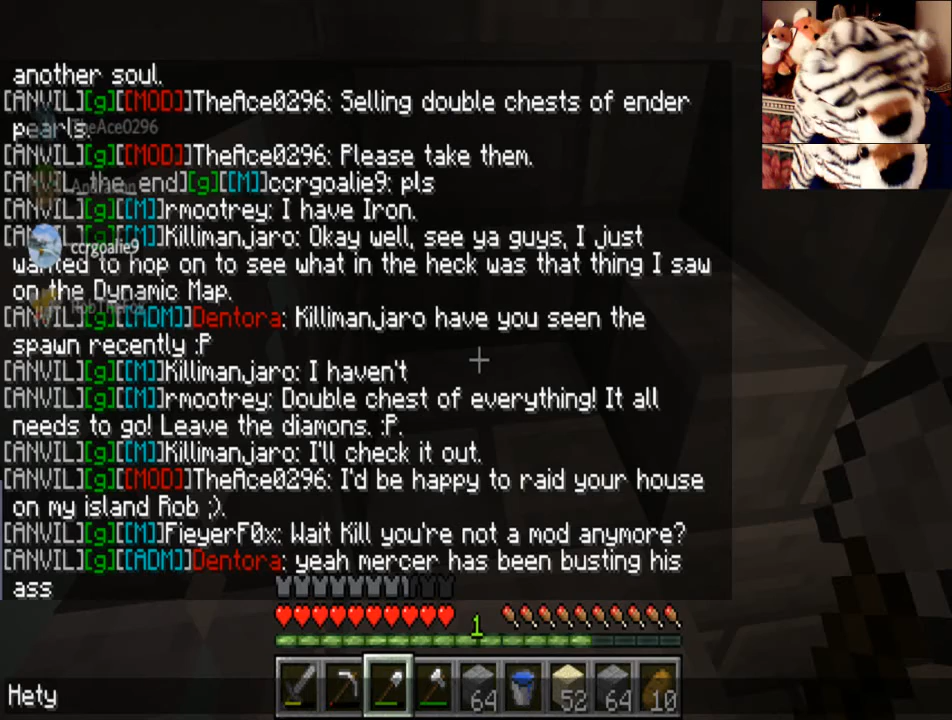 another soul.
[ANVIL][g][[MOD]]TheAce0296: Selling double chests of ender
pearls.
TheAce0296
[ANVIL][g][[MOD]]TheAce0296: Please take them.
[ANVIL_the_end][g][[M]]ccrgoalie9: pls
[ANVIL][g][[M]]rmootrey: I have Iron.
[ANVIL][g][[M]]Killimanjaro: Okay well, see ya guys, I just
ccrgoalie9
wanted to hop on to see what in the heck was that thing I saw
on the Dynamic Map.
[ANVIL][g][[ADM]]Dentora: Killimanjaro have you seen the
spawn recently :P
[ANVIL][g][[M]]Killimanjaro: I haven't
[ANVIL][g][[M]]rmootrey: Double chest of everything! It all
needs to go! Leave the diamons. :P.
[ANVIL][g][[M]]Killimanjaro: I'll check it out.
[ANVIL][g][[MOD]]TheAce0296: I'd be happy to raid your house
on my island Rob ;).
[ANVIL][g][[M]]FieyerF0x: Wait Kill you're not a mod anymore?
[ANVIL][g][[ADM]]Dentora: yeah mercer has been busting his
ass
1
64
52
64
10
Hety